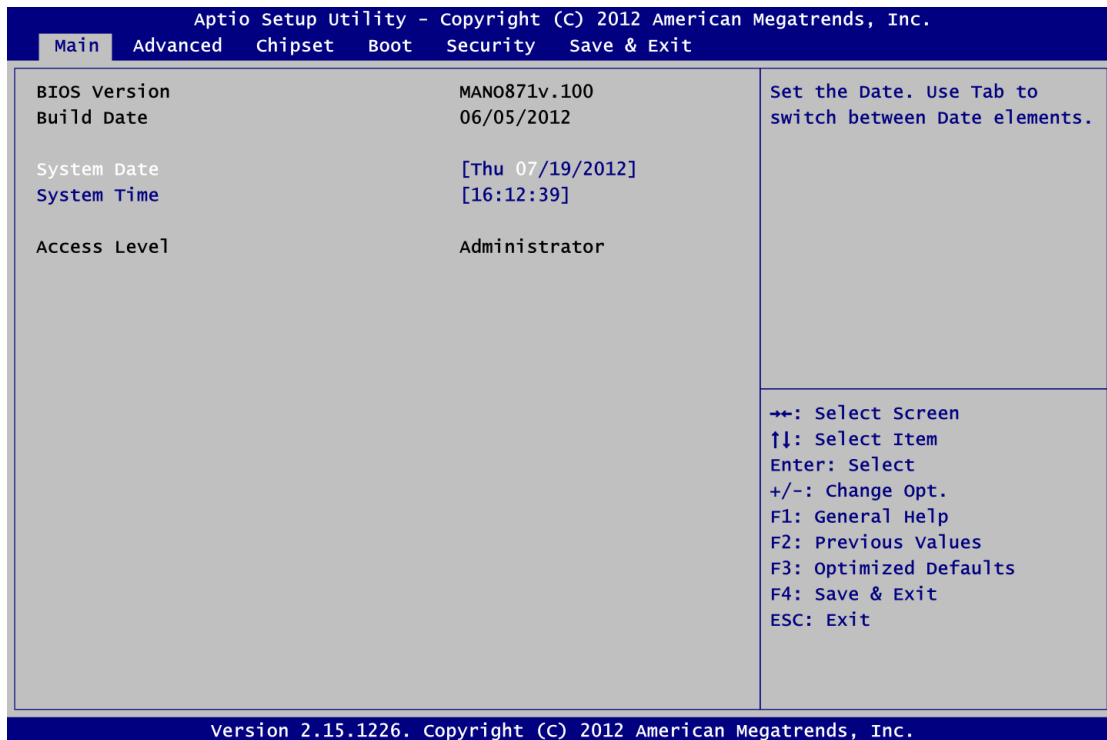 Aptio Setup Utility - Copyright (C) 2012 American Megatrends, Inc.
Main Advanced Chipset Boot Security Save & Exit
BIOS Version MANO871v.100
Build Date 06/05/2012
System Date [Thu 07/19/2012]
System Time [16:12:39]
Access Level Administrator
Set the Date. Use Tab to
switch between Date elements.
→←: Select Screen
↑↓: Select Item
Enter: Select
+/-: Change Opt.
F1: General Help
F2: Previous Values
F3: Optimized Defaults
F4: Save & Exit
ESC: Exit
Version 2.15.1226. Copyright (C) 2012 American Megatrends, Inc.